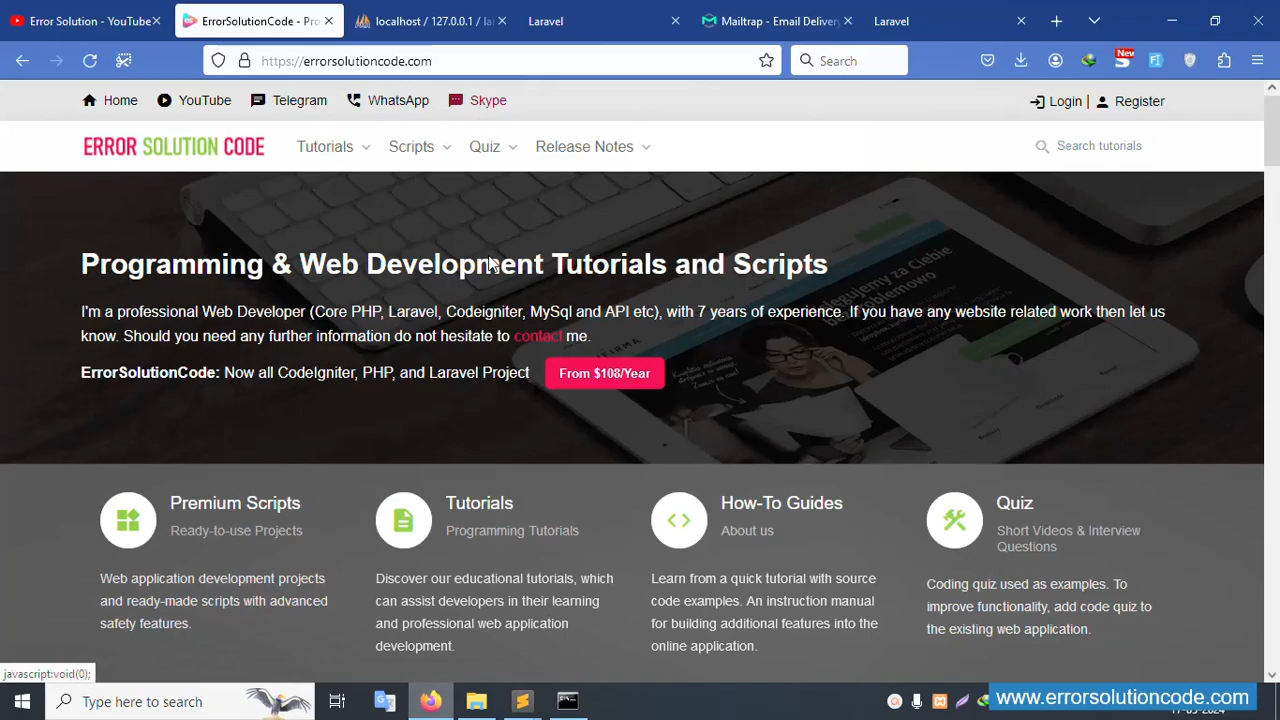 Error Solution - YouTube
ErrorSolutionCode - Pro
localhost / 127.0.0.1 / la
Laravel
Mailtrap - Email Delivery
Laravel
https://errorsolutioncode.com
Search
New
Home
YouTube
Telegram
WhatsApp
Skype
Login |
Register
ERROR SOLUTION CODE
Tutorials
Scripts
Quiz
Release Notes
Search tutorials
Programming & Web Development Tutorials and Scripts
I'm a professional Web Developer (Core PHP, Laravel, Codeigniter, MySql and API etc), with 7 years of experience. If you have any website related work then let us
know. Should you need any further information do not hesitate to contact me.
ErrorSolutionCode: Now all CodeIgniter, PHP, and Laravel Project
From $108/Year
Premium Scripts
Ready-to-use Projects
Web application development projects
and ready-made scripts with advanced
safety features.
Tutorials
Programming Tutorials
Discover our educational tutorials, which
can assist developers in their learning
and professional web application
development.
How-To Guides
About us
Learn from a quick tutorial with source
code examples. An instruction manual
for building additional features into the
online application.
Quiz
Short Videos & Interview
Questions
Coding quiz used as examples. To
improve functionality, add code quiz to
the existing web application.
javascript:void(0);
Type here to search
www.errorsolutioncode.com